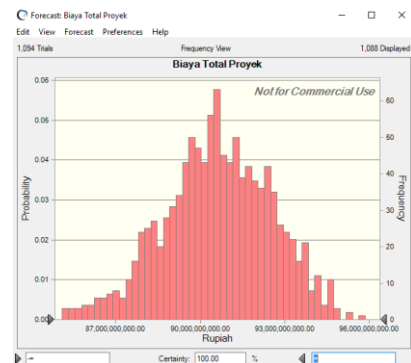 Forecast: Biaya Total Proyek
Edit View Forecast Preferences Help
1,094 Trials Frequency View 1,088 Displayed
Biaya Total Proyek
Not for Commercial Use
0.06
0.05
0.04
0.03
0.02
0.01
0.00
Probability
60
50
40
30
20
10
0
Frequency
87,000,000,000.00 90,000,000,000.00 93,000,000,000.00 96,000,000,000.00
Rupiah
Certainty: 100.00 %